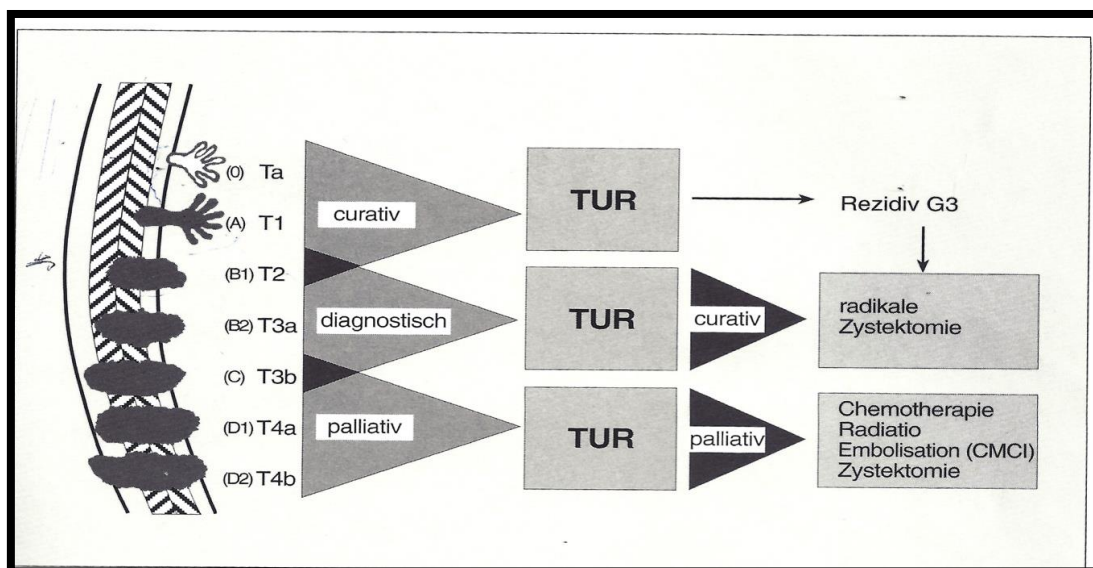 (0) Ta
(A) T1
(B1) T2
(B2) T3a
(C) T3b
(D1) T4a
(D2) T4b
curativ
diagnostisch
palliativ
TUR
TUR
TUR
curativ
palliativ
Rezidiv G3
radikale
Zystektomie
Chemotherapie
Radiatio
Embolisation (CMCI)
Zystektomie